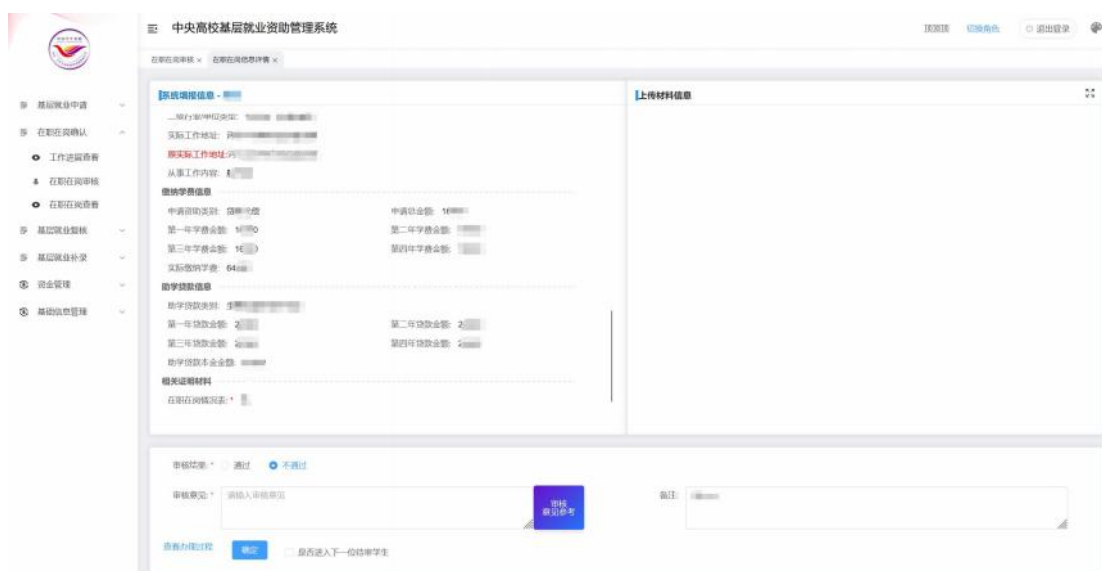 中央高校基层就业资助管理系统
切换角色
退出登录
在职在岗审核 ×
在职在岗信息详情 ×
基层就业申请
在职在岗确认
工作进展查看
在职在岗审核
在职在岗查看
基层就业复核
基层就业补录
资金管理
基础信息管理
系统填报信息 -
实际工作地址:
原实际工作地址:
从事工作内容:
缴纳学费信息
申请资助类别:
申请总金额: 16
第一年学费金额: 1
第二年学费金额:
第三年学费金额: 16
第四年学费金额:
实际缴纳学费: 64
助学贷款信息
助学贷款类别: 生
第一年贷款金额: 2
第二年贷款金额: 2
第三年贷款金额: 2
第四年贷款金额: 2
助学贷款本金金额:
相关证明材料
在职在岗情况表: *
上传材料信息
审核结果: * 通过 不通过
审核意见: * 请输入审核意见
审核
意见参考
备注:
查看办理过程
确定
是否进入下一位待审学生